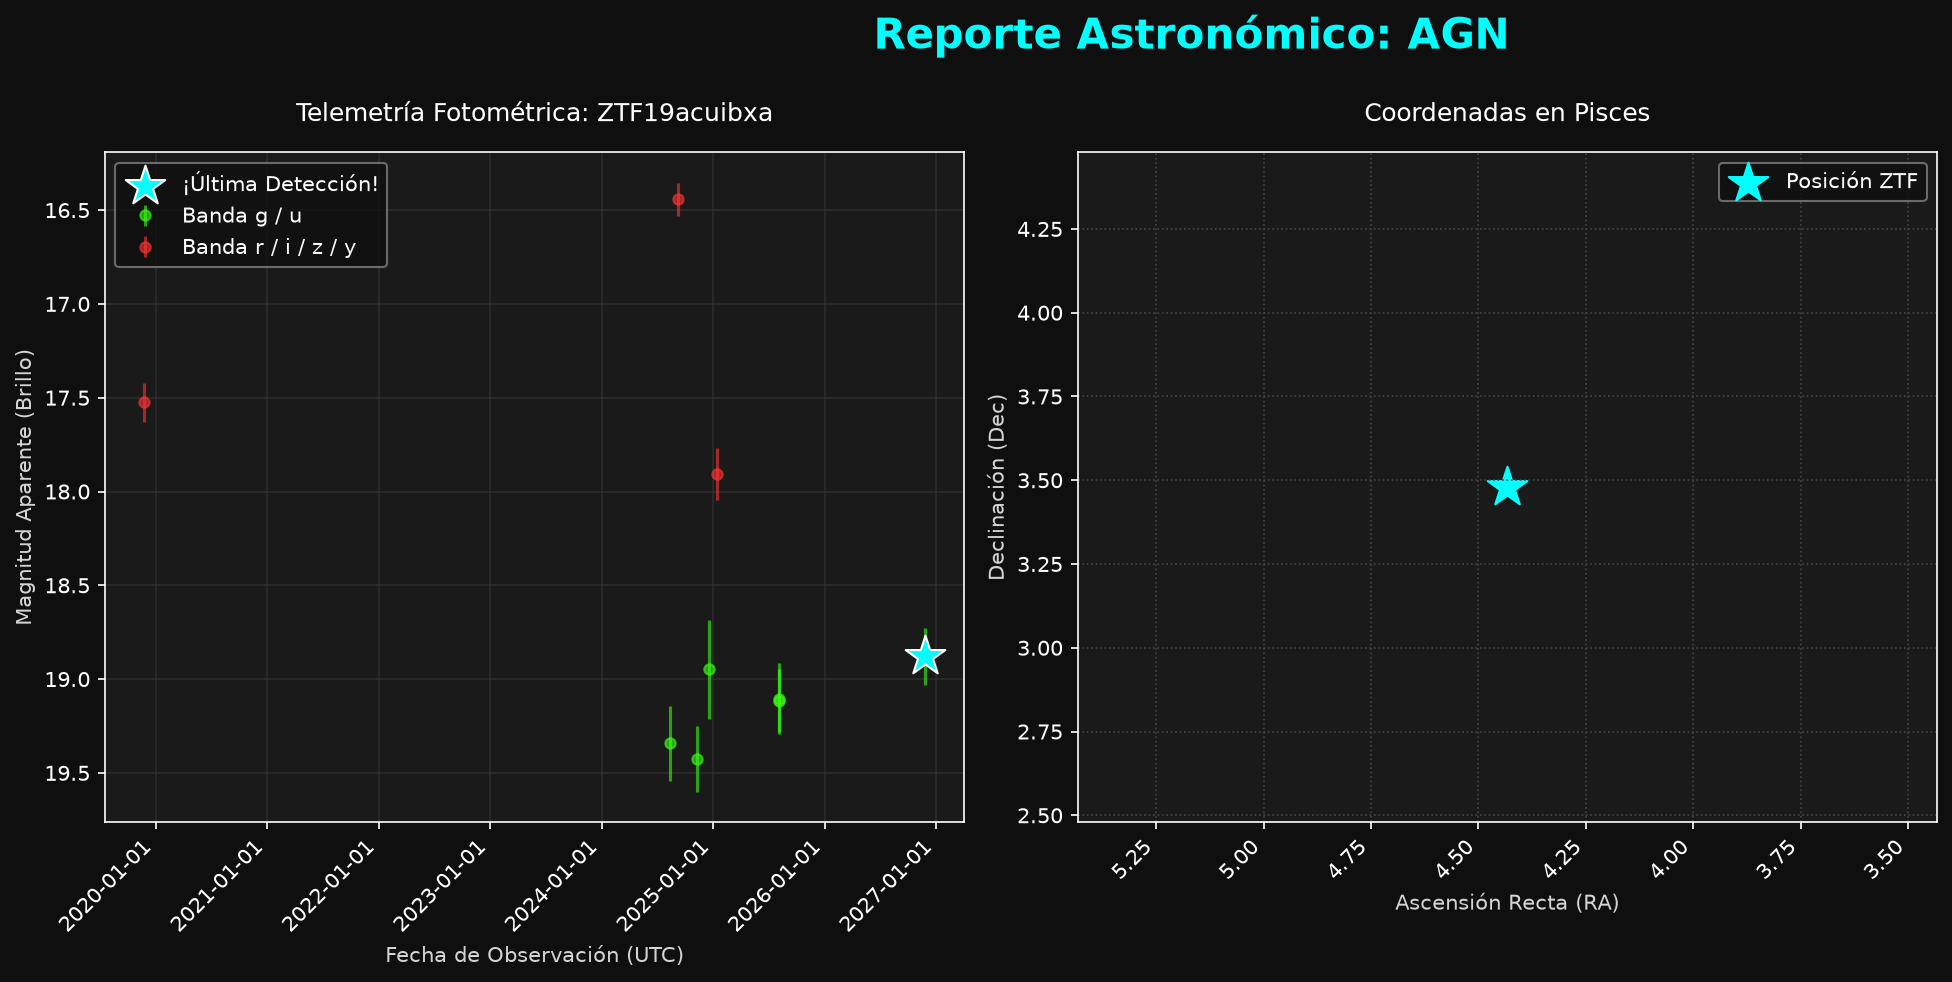 Reporte Astronómico: AGN
Telemetría Fotométrica: ZTF19acuibxa
¡Última Detección!
Banda g / u
Banda r / i / z / y
Magnitud Aparente (Brillo)
16.5
17.0
17.5
18.0
18.5
19.0
19.5
2020-01-01
2021-01-01
2022-01-01
2023-01-01
2024-01-01
2025-01-01
2026-01-01
2027-01-01
Fecha de Observación (UTC)
Coordenadas en Pisces
Posición ZTF
Declinación (Dec)
4.25
4.00
3.75
3.50
3.25
3.00
2.75
2.50
5.25
5.00
4.75
4.50
4.25
4.00
3.75
3.50
Ascensión Recta (RA)